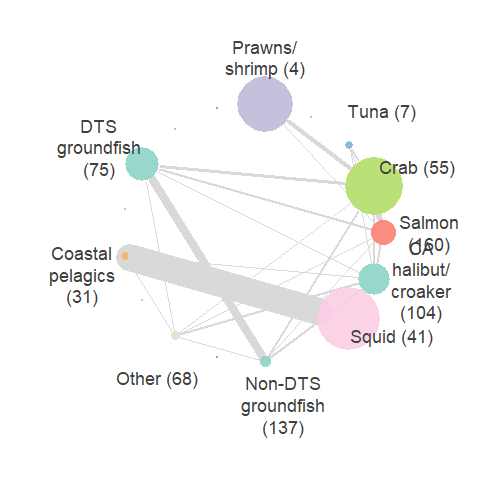 Prawns/
shrimp (4)
Tuna (7)
DTS
groundfish
(75)
Crab (55)
Salmon
(160)
CA
halibut/
croaker
(104)
Coastal
pelagics
(31)
Squid (41)
Other (68)
Non-DTS
groundfish
(137)